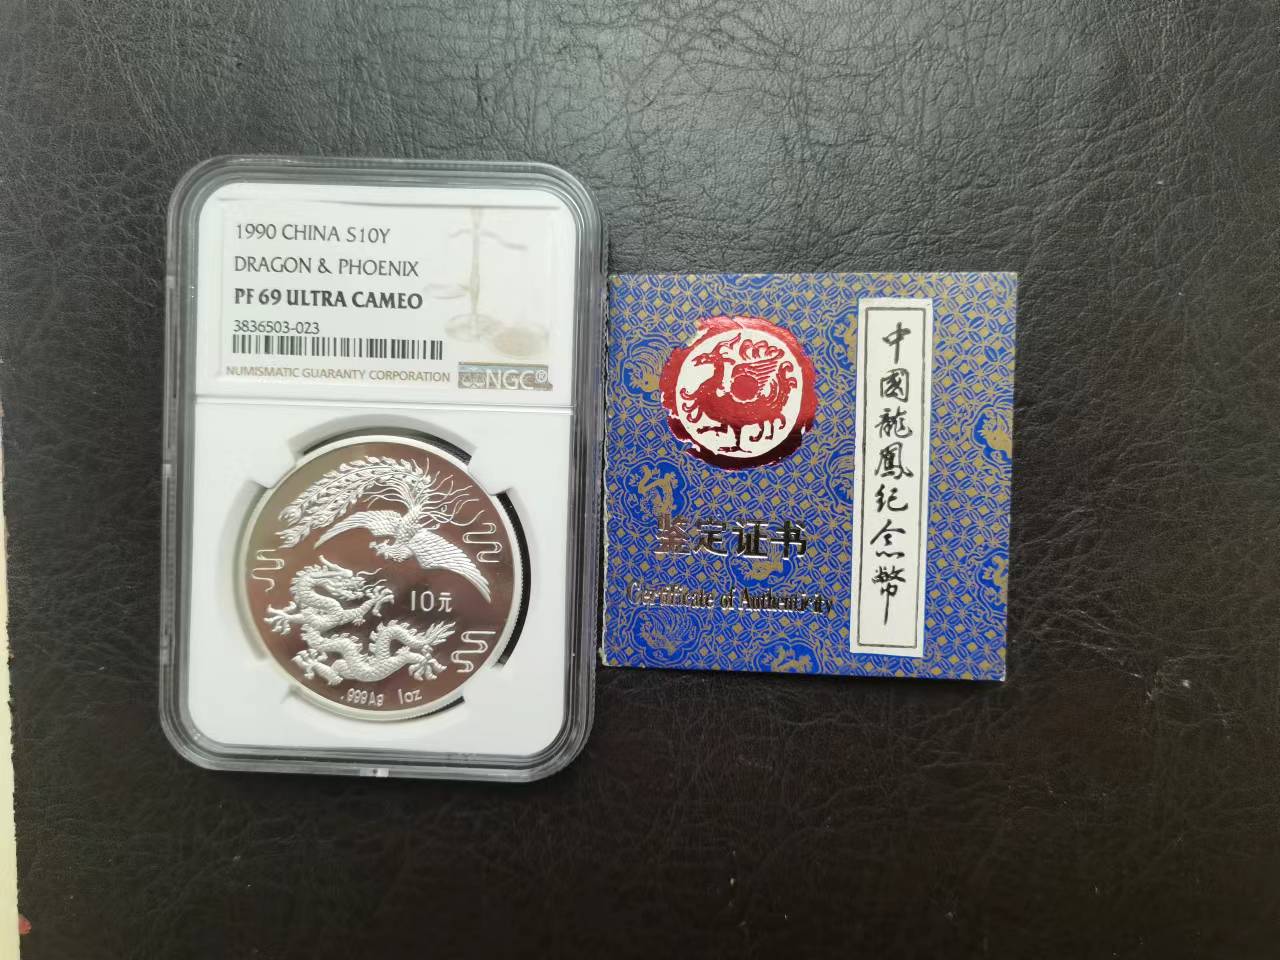 1990 CHINA S10Y
DRAGON & PHOENIX
PF 69 ULTRA CAMEO
3836503-023
NUMISMATIC GUARANTY CORPORATION
NGC®
10元
.999Ag 1oz
中國龍鳳纪念幣
鉴定证书
Certificate of Authenticity